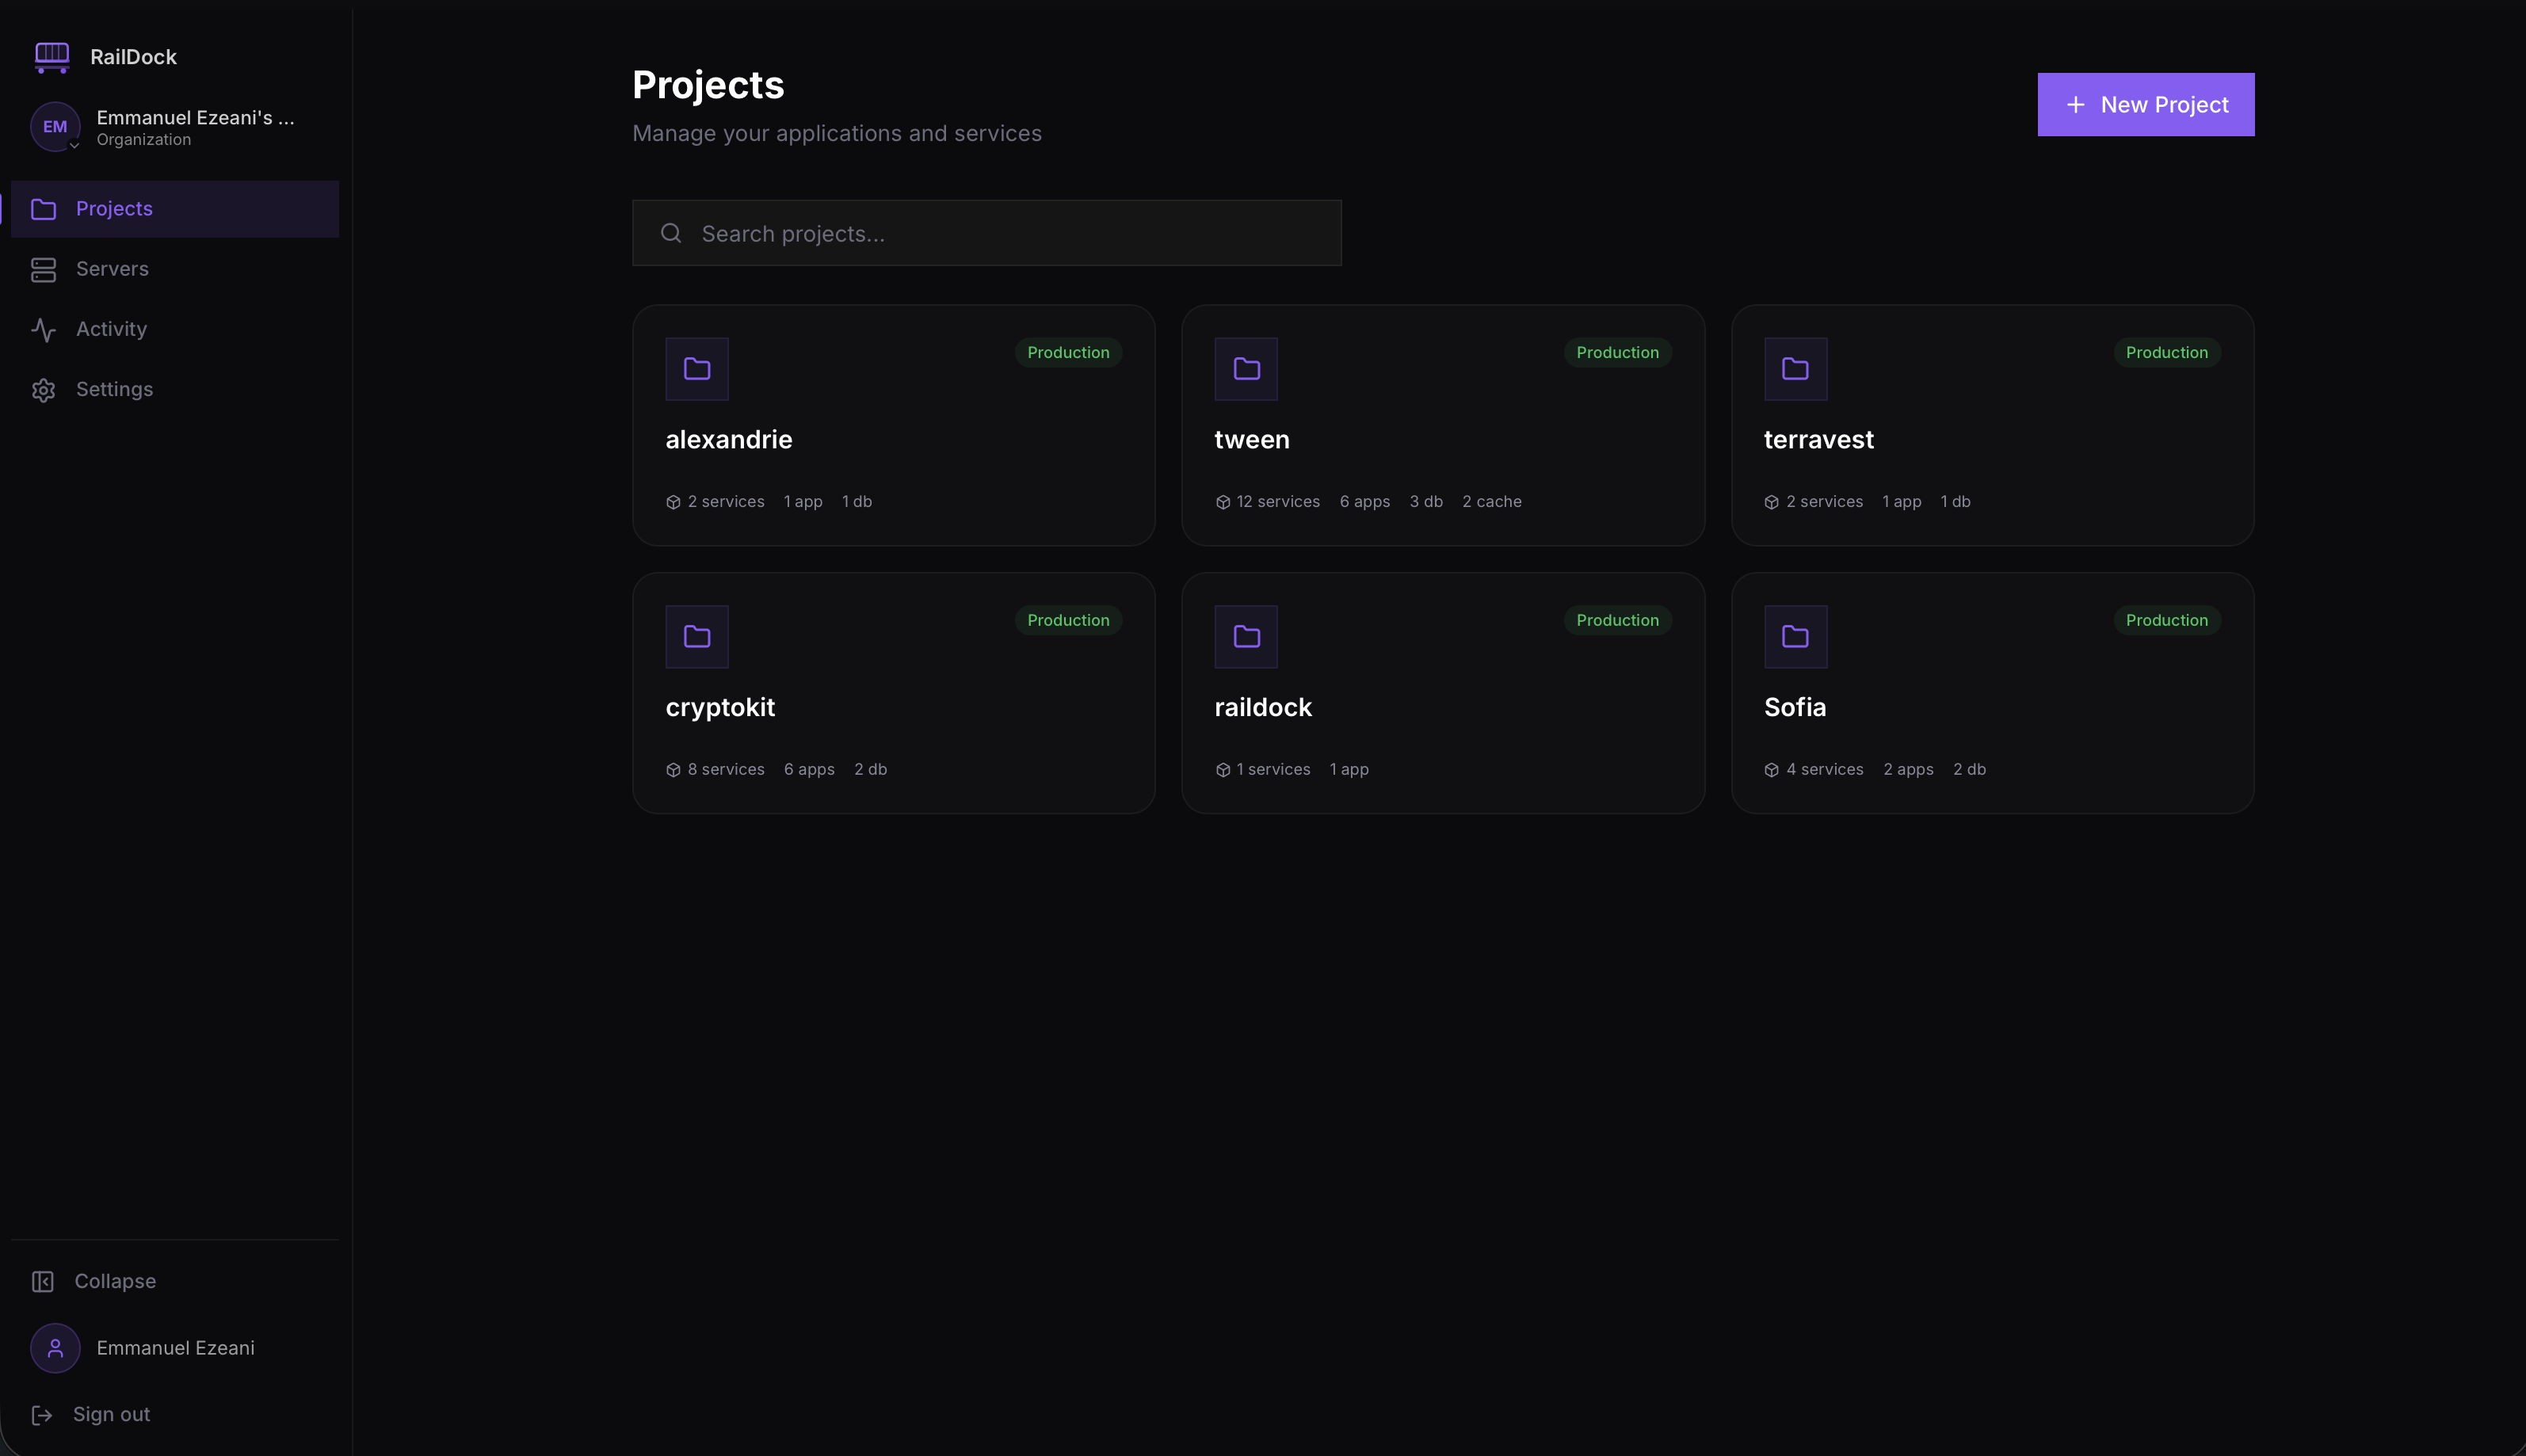 RailDock
EM
Emmanuel Ezeani's ...
Organization
Projects
Servers
Activity
Settings
Collapse
Emmanuel Ezeani
Sign out
Projects
Manage your applications and services
New Project
Search projects...
Production
alexandrie
2 services 1 app 1 db
Production
tween
12 services 6 apps 3 db 2 cache
Production
terravest
2 services 1 app 1 db
Production
cryptokit
8 services 6 apps 2 db
Production
raildock
1 services 1 app
Production
Sofia
4 services 2 apps 2 db